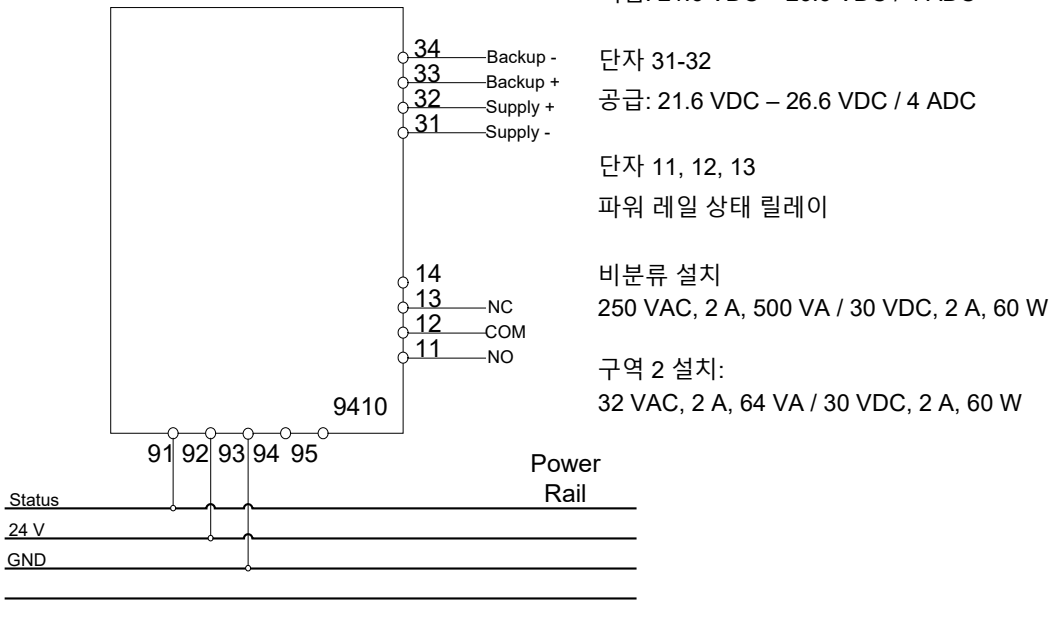 34
Backup -
33
Backup +
32
Supply +
31
Supply -
14
13
NC
12
COM
11
NO
9410
91 92 93 94 95
Power
Rail
Status
24 V
GND
단자 31-32
공급: 21.6 VDC – 26.6 VDC / 4 ADC
단자 11, 12, 13
파워 레일 상태 릴레이
비분류 설치
250 VAC, 2 A, 500 VA / 30 VDC, 2 A, 60 W
구역 2 설치:
32 VAC, 2 A, 64 VA / 30 VDC, 2 A, 60 W